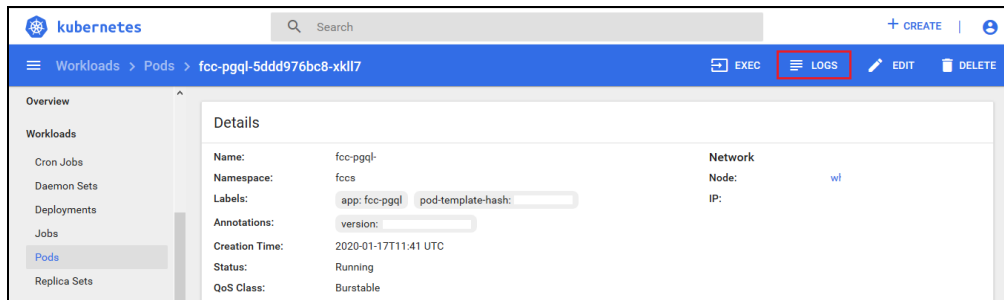 kubernetes
Search
+ CREATE
Workloads > Pods > fcc-pgql-5ddd976bc8-xkll7
EXEC
LOGS
EDIT
DELETE
Overview
Workloads
Cron Jobs
Daemon Sets
Deployments
Jobs
Pods
Replica Sets
Details
Name: fcc-pgql-
Namespace: fccs
Labels: app: fcc-pgql pod-template-hash:
Annotations: version:
Creation Time: 2020-01-17T11:41 UTC
Status: Running
QoS Class: Burstable
Network
Node:
IP: